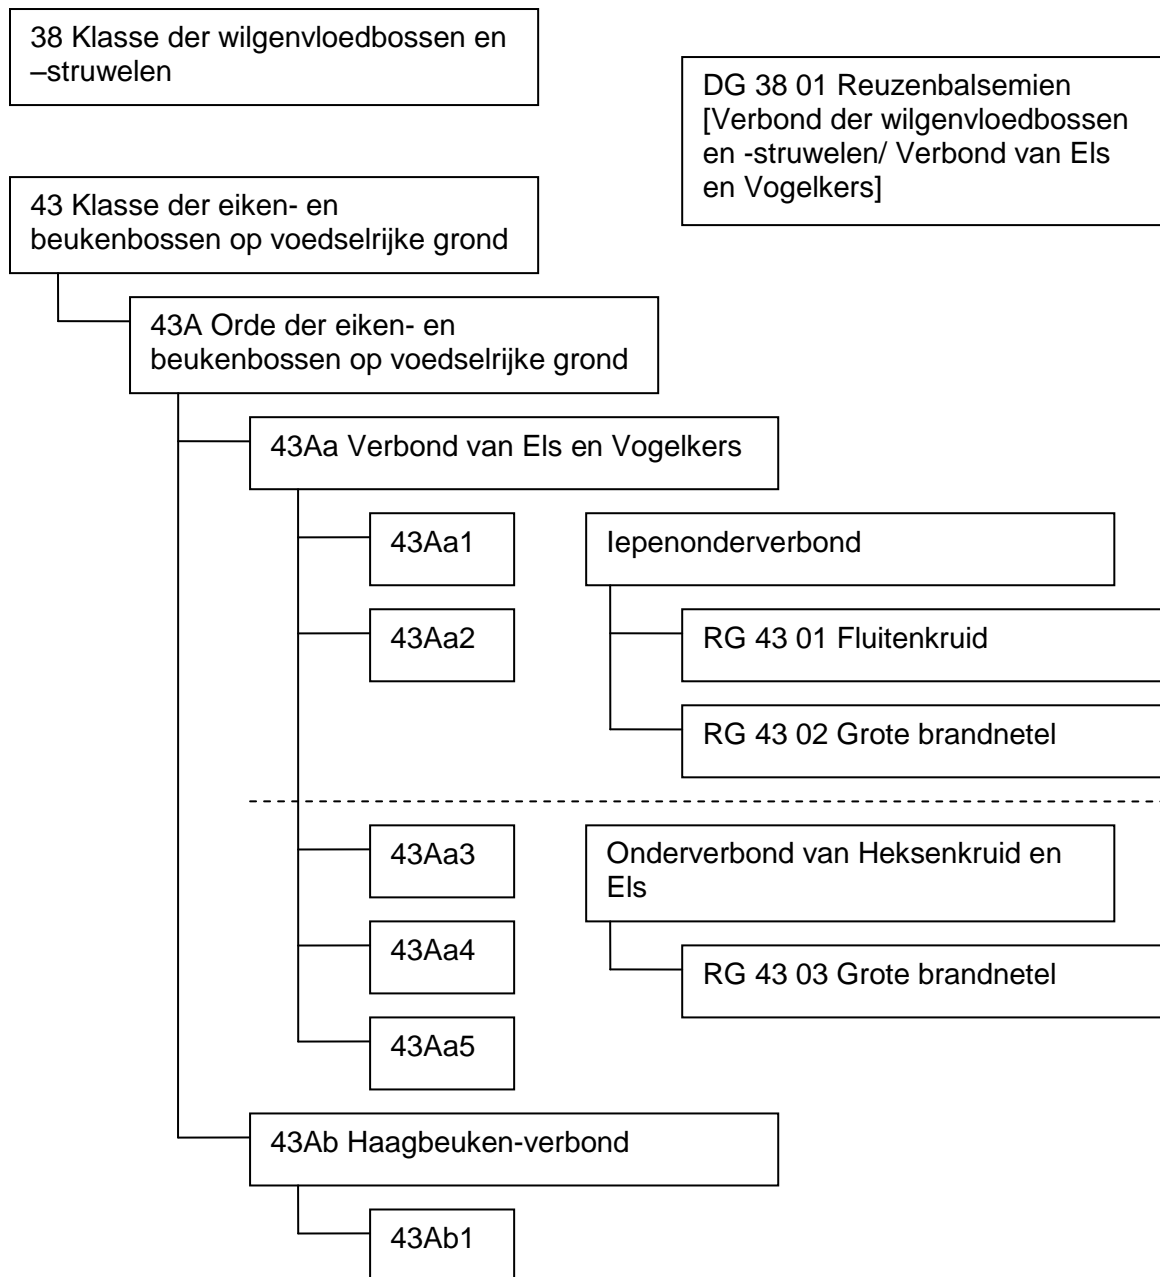 38 Klasse der wilgenvloedbossen en
–struwelen
DG 38 01 Reuzenbalsemien
[Verbond der wilgenvloedbossen
en -struwelen/ Verbond van Els
en Vogelkers]
43 Klasse der eiken- en
beukenbossen op voedselrijke grond
43A Orde der eiken- en
beukenbossen op voedselrijke grond
43Aa Verbond van Els en Vogelkers
43Aa1
Iepenonderverbond
43Aa2
RG 43 01 Fluitenkruid
RG 43 02 Grote brandnetel
43Aa3
Onderverbond van Heksenkruid en
Els
43Aa4
RG 43 03 Grote brandnetel
43Aa5
43Ab Haagbeuken-verbond
43Ab1